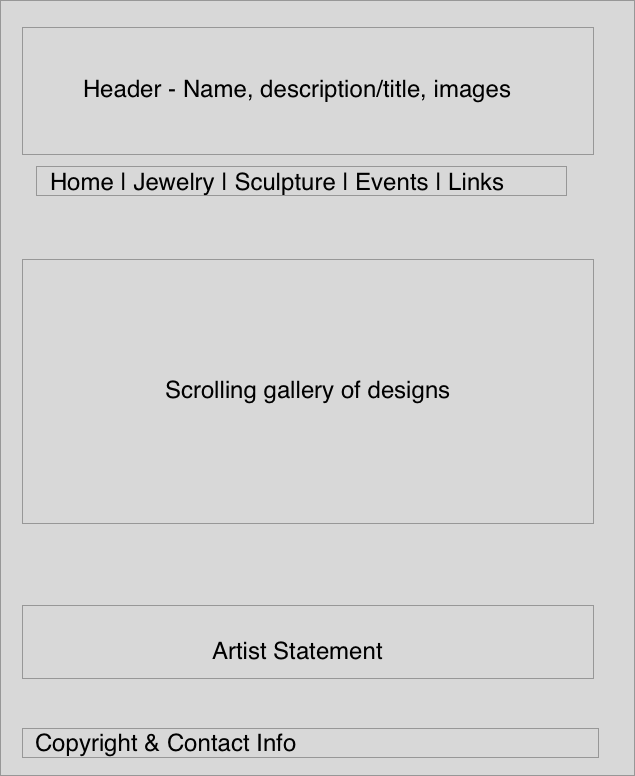 Header - Name, description/title, images
Home | Jewelry | Sculpture | Events | Links
Scrolling gallery of designs
Artist Statement
Copyright & Contact Info